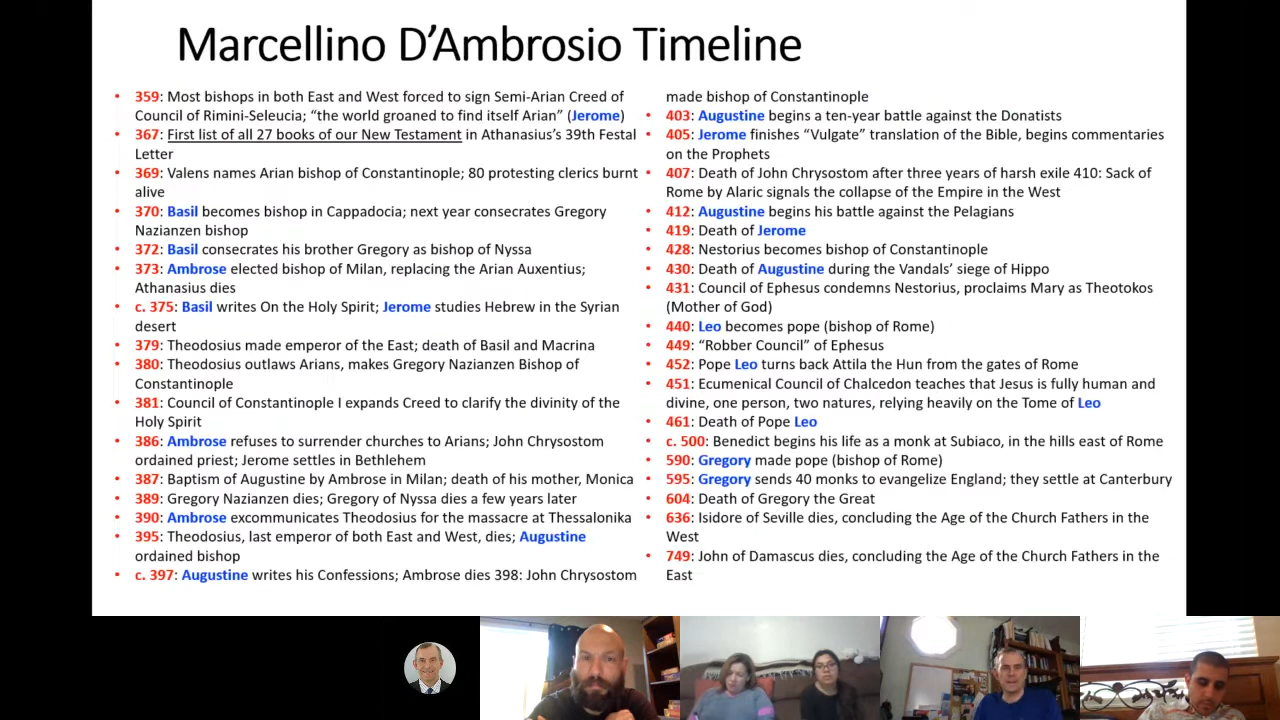 Marcellino D’Ambrosio Timeline
• 359: Most bishops in both East and West forced to sign Semi-Arian Creed of
Council of Rimini-Seleucia; “the world groaned to find itself Arian” (Jerome)
• 367: First list of all 27 books of our New Testament in Athanasius’s 39th Festal
Letter
• 369: Valens names Arian bishop of Constantinople; 80 protesting clerics burnt
alive
• 370: Basil becomes bishop in Cappadocia; next year consecrates Gregory
Nazianzen bishop
• 372: Basil consecrates his brother Gregory as bishop of Nyssa
• 373: Ambrose elected bishop of Milan, replacing the Arian Auxentius;
Athanasius dies
• c. 375: Basil writes On the Holy Spirit; Jerome studies Hebrew in the Syrian
desert
• 379: Theodosius made emperor of the East; death of Basil and Macrina
• 380: Theodosius outlaws Arians, makes Gregory Nazianzen Bishop of
Constantinople
• 381: Council of Constantinople I expands Creed to clarify the divinity of the
Holy Spirit
• 386: Ambrose refuses to surrender churches to Arians; John Chrysostom
ordained priest; Jerome settles in Bethlehem
• 387: Baptism of Augustine by Ambrose in Milan; death of his mother, Monica
• 389: Gregory Nazianzen dies; Gregory of Nyssa dies a few years later
• 390: Ambrose excommunicates Theodosius for the massacre at Thessalonika
• 395: Theodosius, last emperor of both East and West, dies; Augustine
ordained bishop
• c. 397: Augustine writes his Confessions; Ambrose dies 398: John Chrysostom
made bishop of Constantinople
• 403: Augustine begins a ten-year battle against the Donatists
• 405: Jerome finishes “Vulgate” translation of the Bible, begins commentaries
on the Prophets
• 407: Death of John Chrysostom after three years of harsh exile 410: Sack of
Rome by Alaric signals the collapse of the Empire in the West
• 412: Augustine begins his battle against the Pelagians
• 419: Death of Jerome
• 428: Nestorius becomes bishop of Constantinople
• 430: Death of Augustine during the Vandals’ siege of Hippo
• 431: Council of Ephesus condemns Nestorius, proclaims Mary as Theotokos
(Mother of God)
• 440: Leo becomes pope (bishop of Rome)
• 449: “Robber Council” of Ephesus
• 452: Pope Leo turns back Attila the Hun from the gates of Rome
• 451: Ecumenical Council of Chalcedon teaches that Jesus is fully human and
divine, one person, two natures, relying heavily on the Tome of Leo
• 461: Death of Pope Leo
• c. 500: Benedict begins his life as a monk at Subiaco, in the hills east of Rome
• 590: Gregory made pope (bishop of Rome)
• 595: Gregory sends 40 monks to evangelize England; they settle at Canterbury
• 604: Death of Gregory the Great
• 636: Isidore of Seville dies, concluding the Age of the Church Fathers in the
West
• 749: John of Damascus dies, concluding the Age of the Church Fathers in the
East